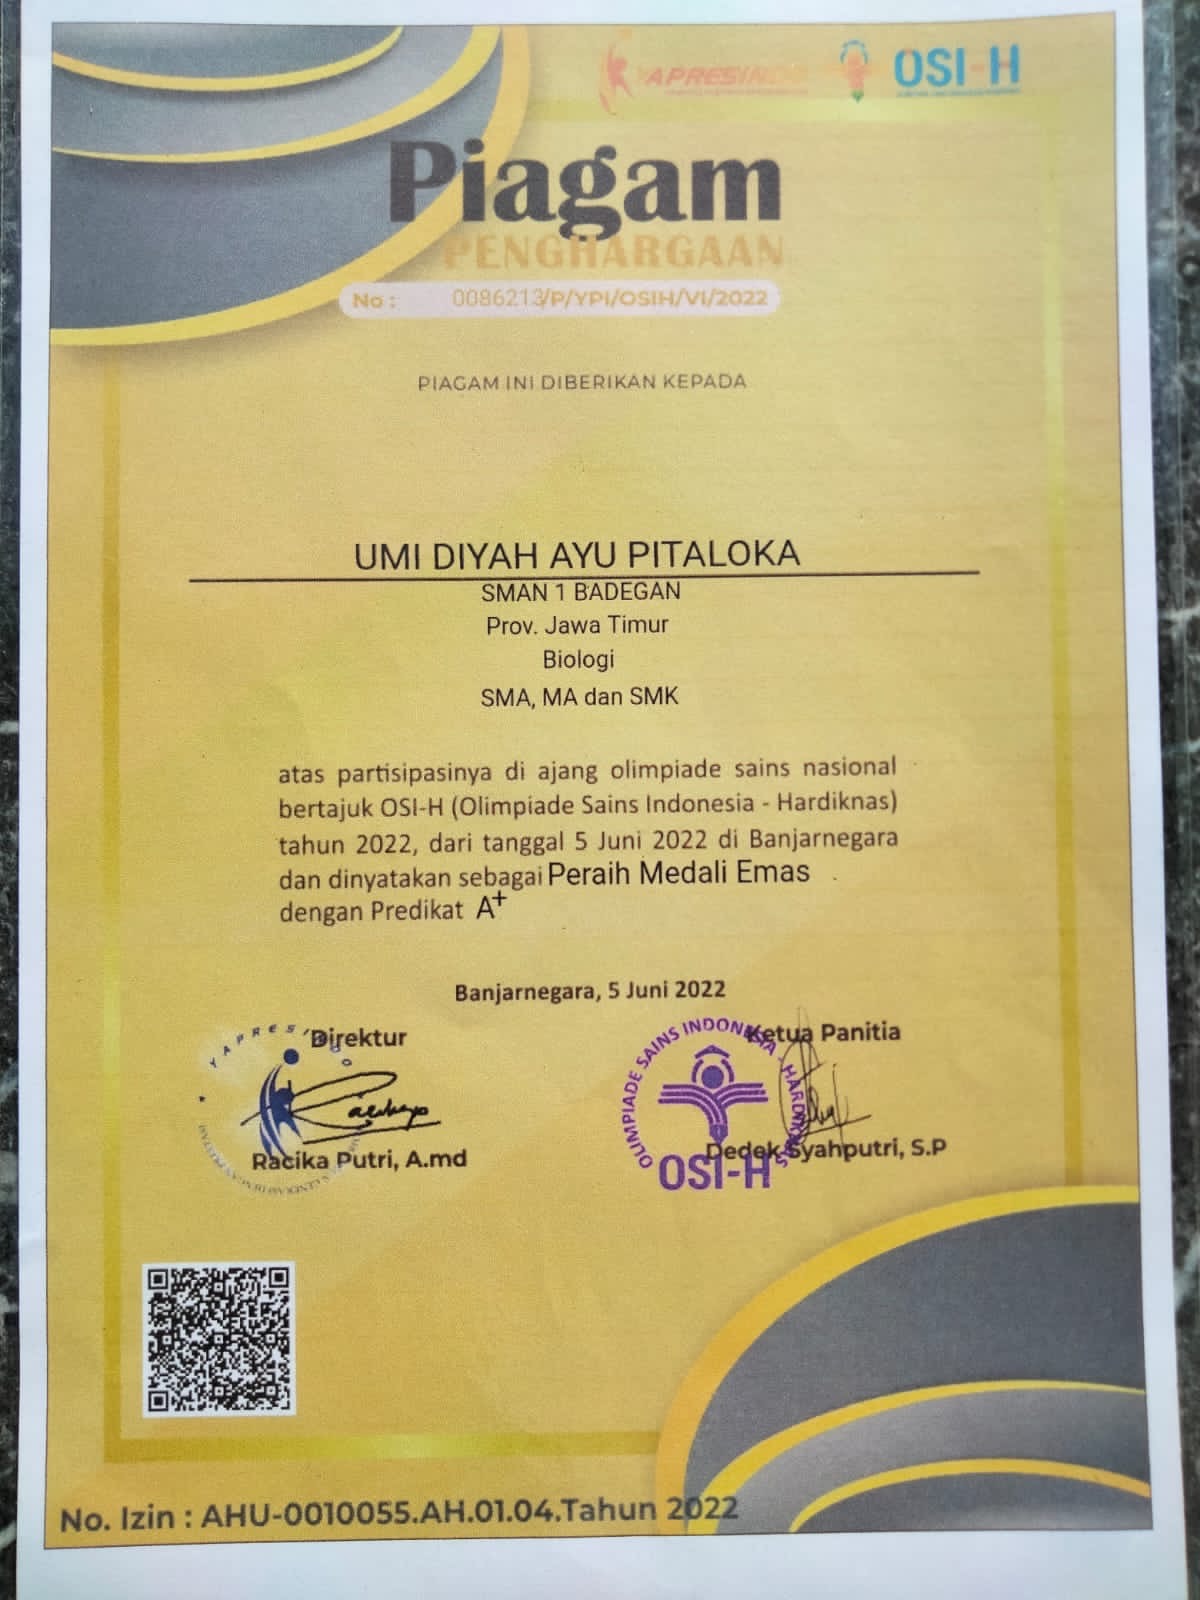 APRESINDO
OSI-H
Piagam
PENGHARGAAN
No : 0086213/P/YPI/OSIH/VI/2022
PIAGAM INI DIBERIKAN KEPADA
UMI DIYAH AYU PITALOKA
SMAN 1 BADEGAN
Prov. Jawa Timur
Biologi
SMA, MA dan SMK
atas partisipasinya di ajang olimpiade sains nasional
bertajuk OSI-H (Olimpiade Sains Indonesia - Hardiknas)
tahun 2022, dari tanggal 5 Juni 2022 di Banjarnegara
dan dinyatakan sebagai Peraih Medali Emas
dengan Predikat A+
Banjarnegara, 5 Juni 2022
Direktur
Ketua Panitia
YAPRESINDO
OLIMPIADE SAINS INDONESIA - HARDIKNAS
OSI-H
Racika Putri, A.md
Dedek Syahputri, S.P
No. Izin : AHU-0010055.AH.01.04.Tahun 2022